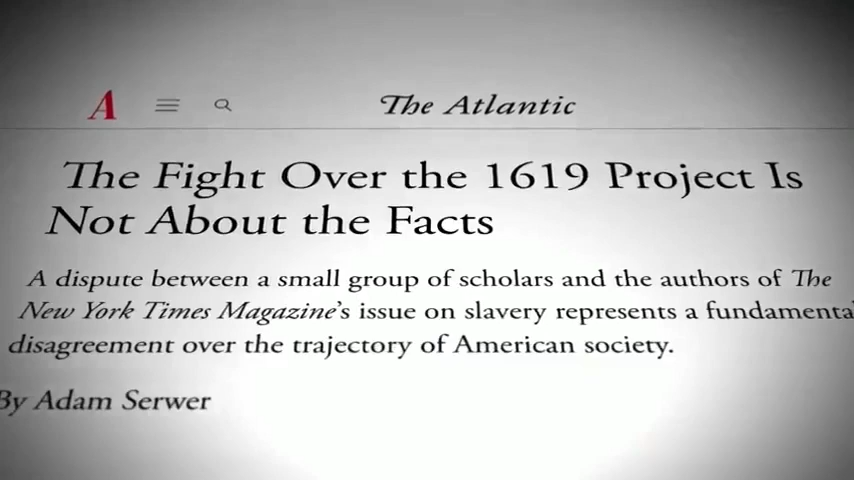 A The Atlantic
The Fight Over the 1619 Project Is
Not About the Facts
A dispute between a small group of scholars and the authors of The
New York Times Magazine's issue on slavery represents a fundamental
disagreement over the trajectory of American society.
By Adam Serwer